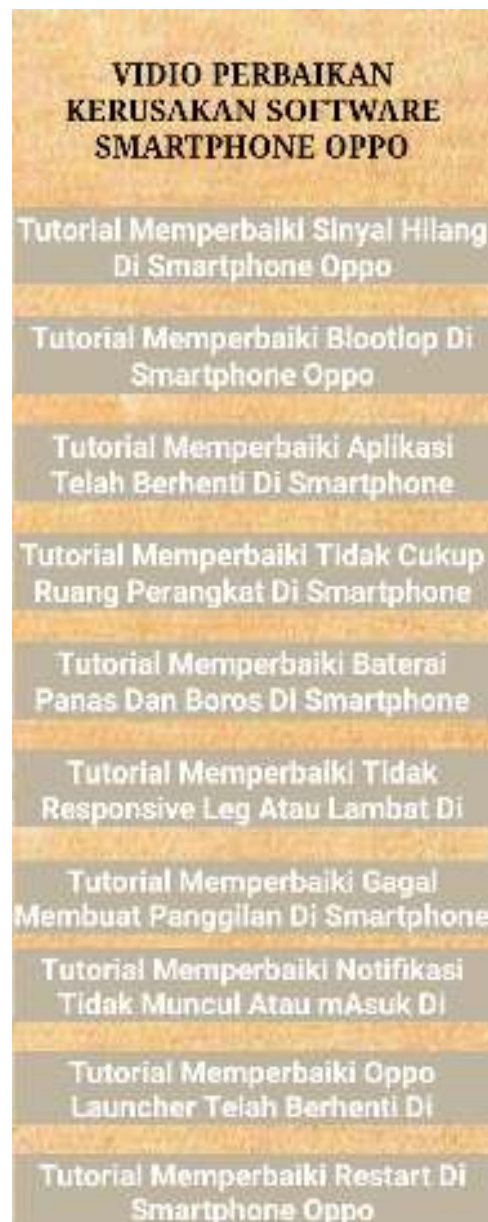 VIDIO PERBAIKAN
KERUSAKAN SOFTWARE
SMARTPHONE OPPO
Tutorial Memperbaiki Sinyal Hilang
Di Smartphone Oppo
Tutorial Memperbaiki Blootlop Di
Smartphone Oppo
Tutorial Memperbaiki Aplikasi
Telah Berhenti Di Smartphone
Tutorial Memperbaiki Tidak Cukup
Ruang Perangkat Di Smartphone
Tutorial Memperbaiki Baterai
Panas Dan Boros Di Smartphone
Tutorial Memperbaiki Tidak
Responsive Leg Atau Lambat Di
Tutorial Memperbaiki Gagal
Membuat Panggilan Di Smartphone
Tutorial Memperbaiki Notifikasi
Tidak Muncul Atau mAsuk Di
Tutorial Memperbaiki Oppo
Launcher Telah Berhenti Di
Tutorial Memperbaiki Restart Di
Smartphone Oppo